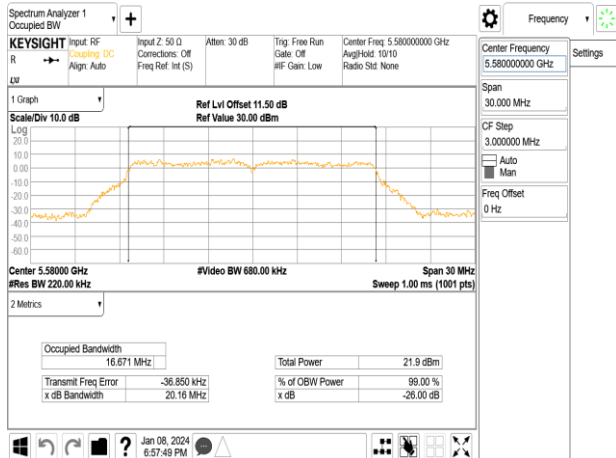 Spectrum Analyzer 1
Occupied BW
+
Frequency
KEYSIGHT
R
LXI
Input: RF
Coupling: DC
Align: Auto
Input Z: 50 Ω
Corrections: Off
Freq Ref: Int (S)
Atten: 30 dB
Trig: Free Run
Gate: Off
#IF Gain: Low
Center Freq: 5.580000000 GHz
Avg|Hold: 10/10
Radio Std: None
Center Frequency
5.580000000 GHz
Settings
Span
30.000 MHz
CF Step
3.000000 MHz
Auto
Man
Freq Offset
0 Hz
1 Graph
Scale/Div 10.0 dB
Ref Lvl Offset 11.50 dB
Ref Value 30.00 dBm
Log
20.0
10.0
0.00
-10.0
-20.0
-30.0
-40.0
-50.0
-60.0
Center 5.58000 GHz
#Video BW 680.00 kHz
Span 30 MHz
#Res BW 220.00 kHz
Sweep 1.00 ms (1001 pts)
2 Metrics
Occupied Bandwidth
16.671 MHz
Total Power 21.9 dBm
Transmit Freq Error -36.850 kHz
% of OBW Power 99.00 %
x dB Bandwidth 20.16 MHz
x dB -26.00 dB
?
Jan 08, 2024
6:57:49 PM